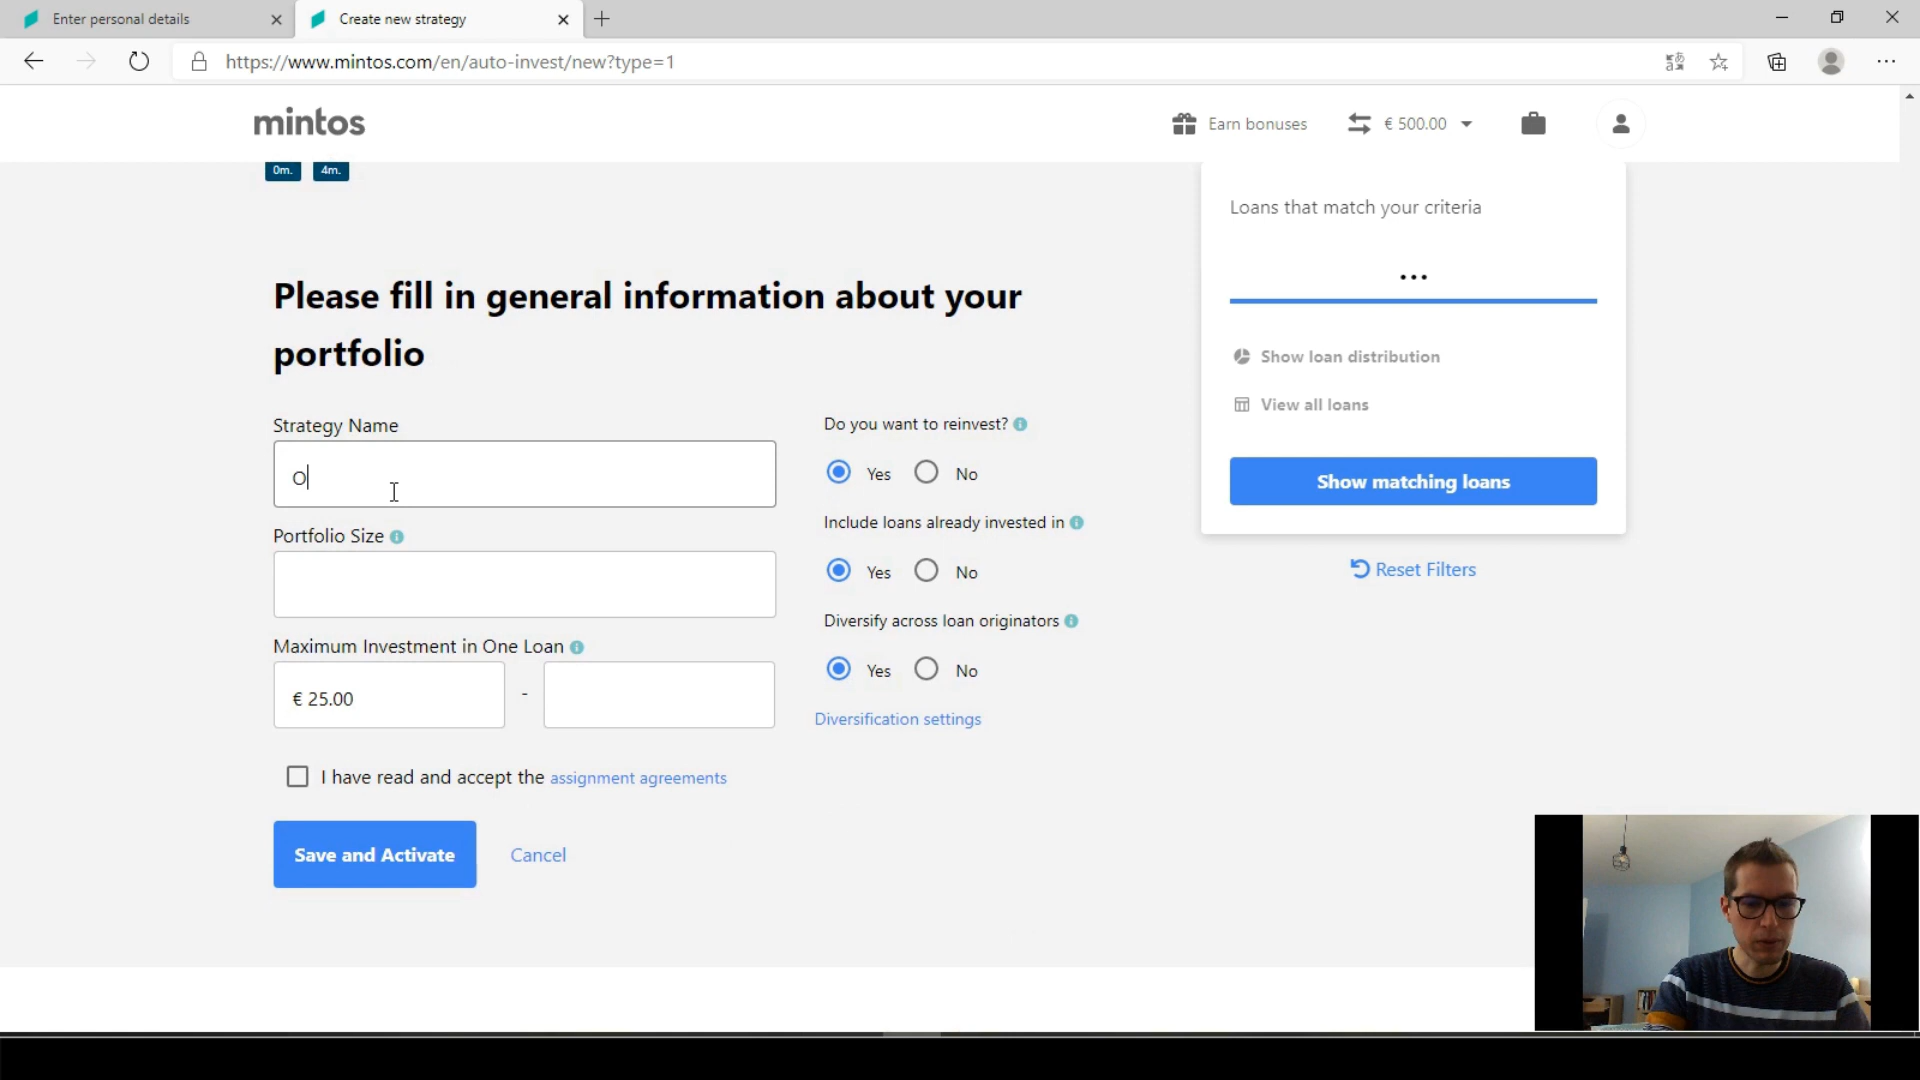 Enter personal details
Create new strategy
https://www.mintos.com/en/auto-invest/new?type=1
mintos
Earn bonuses
€ 500.00
0m. 4m.
Loans that match your criteria
...
Show loan distribution
View all loans
Show matching loans
Reset Filters
Please fill in general information about your
portfolio
Strategy Name
O
Portfolio Size
Maximum Investment in One Loan
€ 25.00 -
Do you want to reinvest?
Yes No
Include loans already invested in
Yes No
Diversify across loan originators
Yes No
Diversification settings
I have read and accept the assignment agreements
Save and Activate Cancel